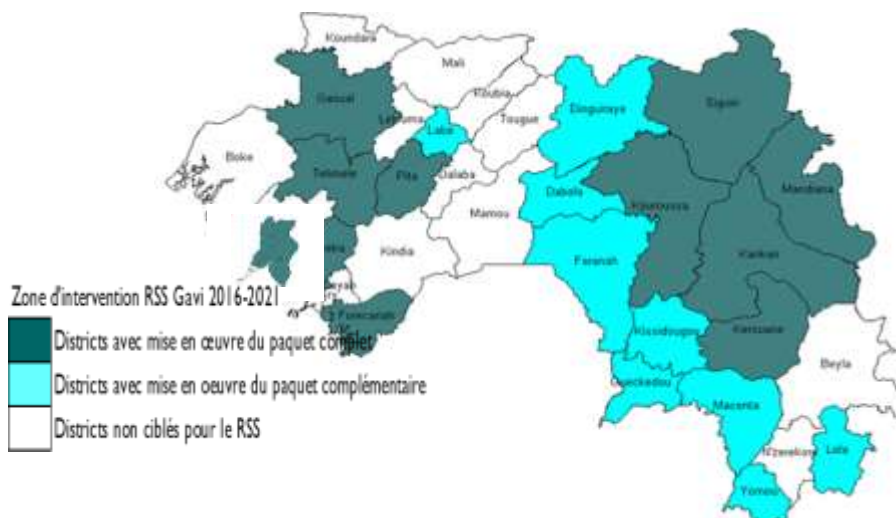 Koundara
Mali
Koubia
Gaoual
Lelouma
Labe
Tougue
Dinguiraye
Siguiri
Boke
Telimele
Pita
Dalaba
Dabola
Kouroussa
Mandiana
Mamou
Kindia
Faranah
Kankan
Zone d'intervention RSS Gavi 2016-2021
Forecariah
Kissidougou
Kerouane
Districts avec mise en œuvre du paquet complet
Beyla
Districts avec mise en oeuvre du paquet complémentaire
Gueckedou
Macenta
Districts non ciblés pour le RSS
N'zerekore
Lola
Yomou